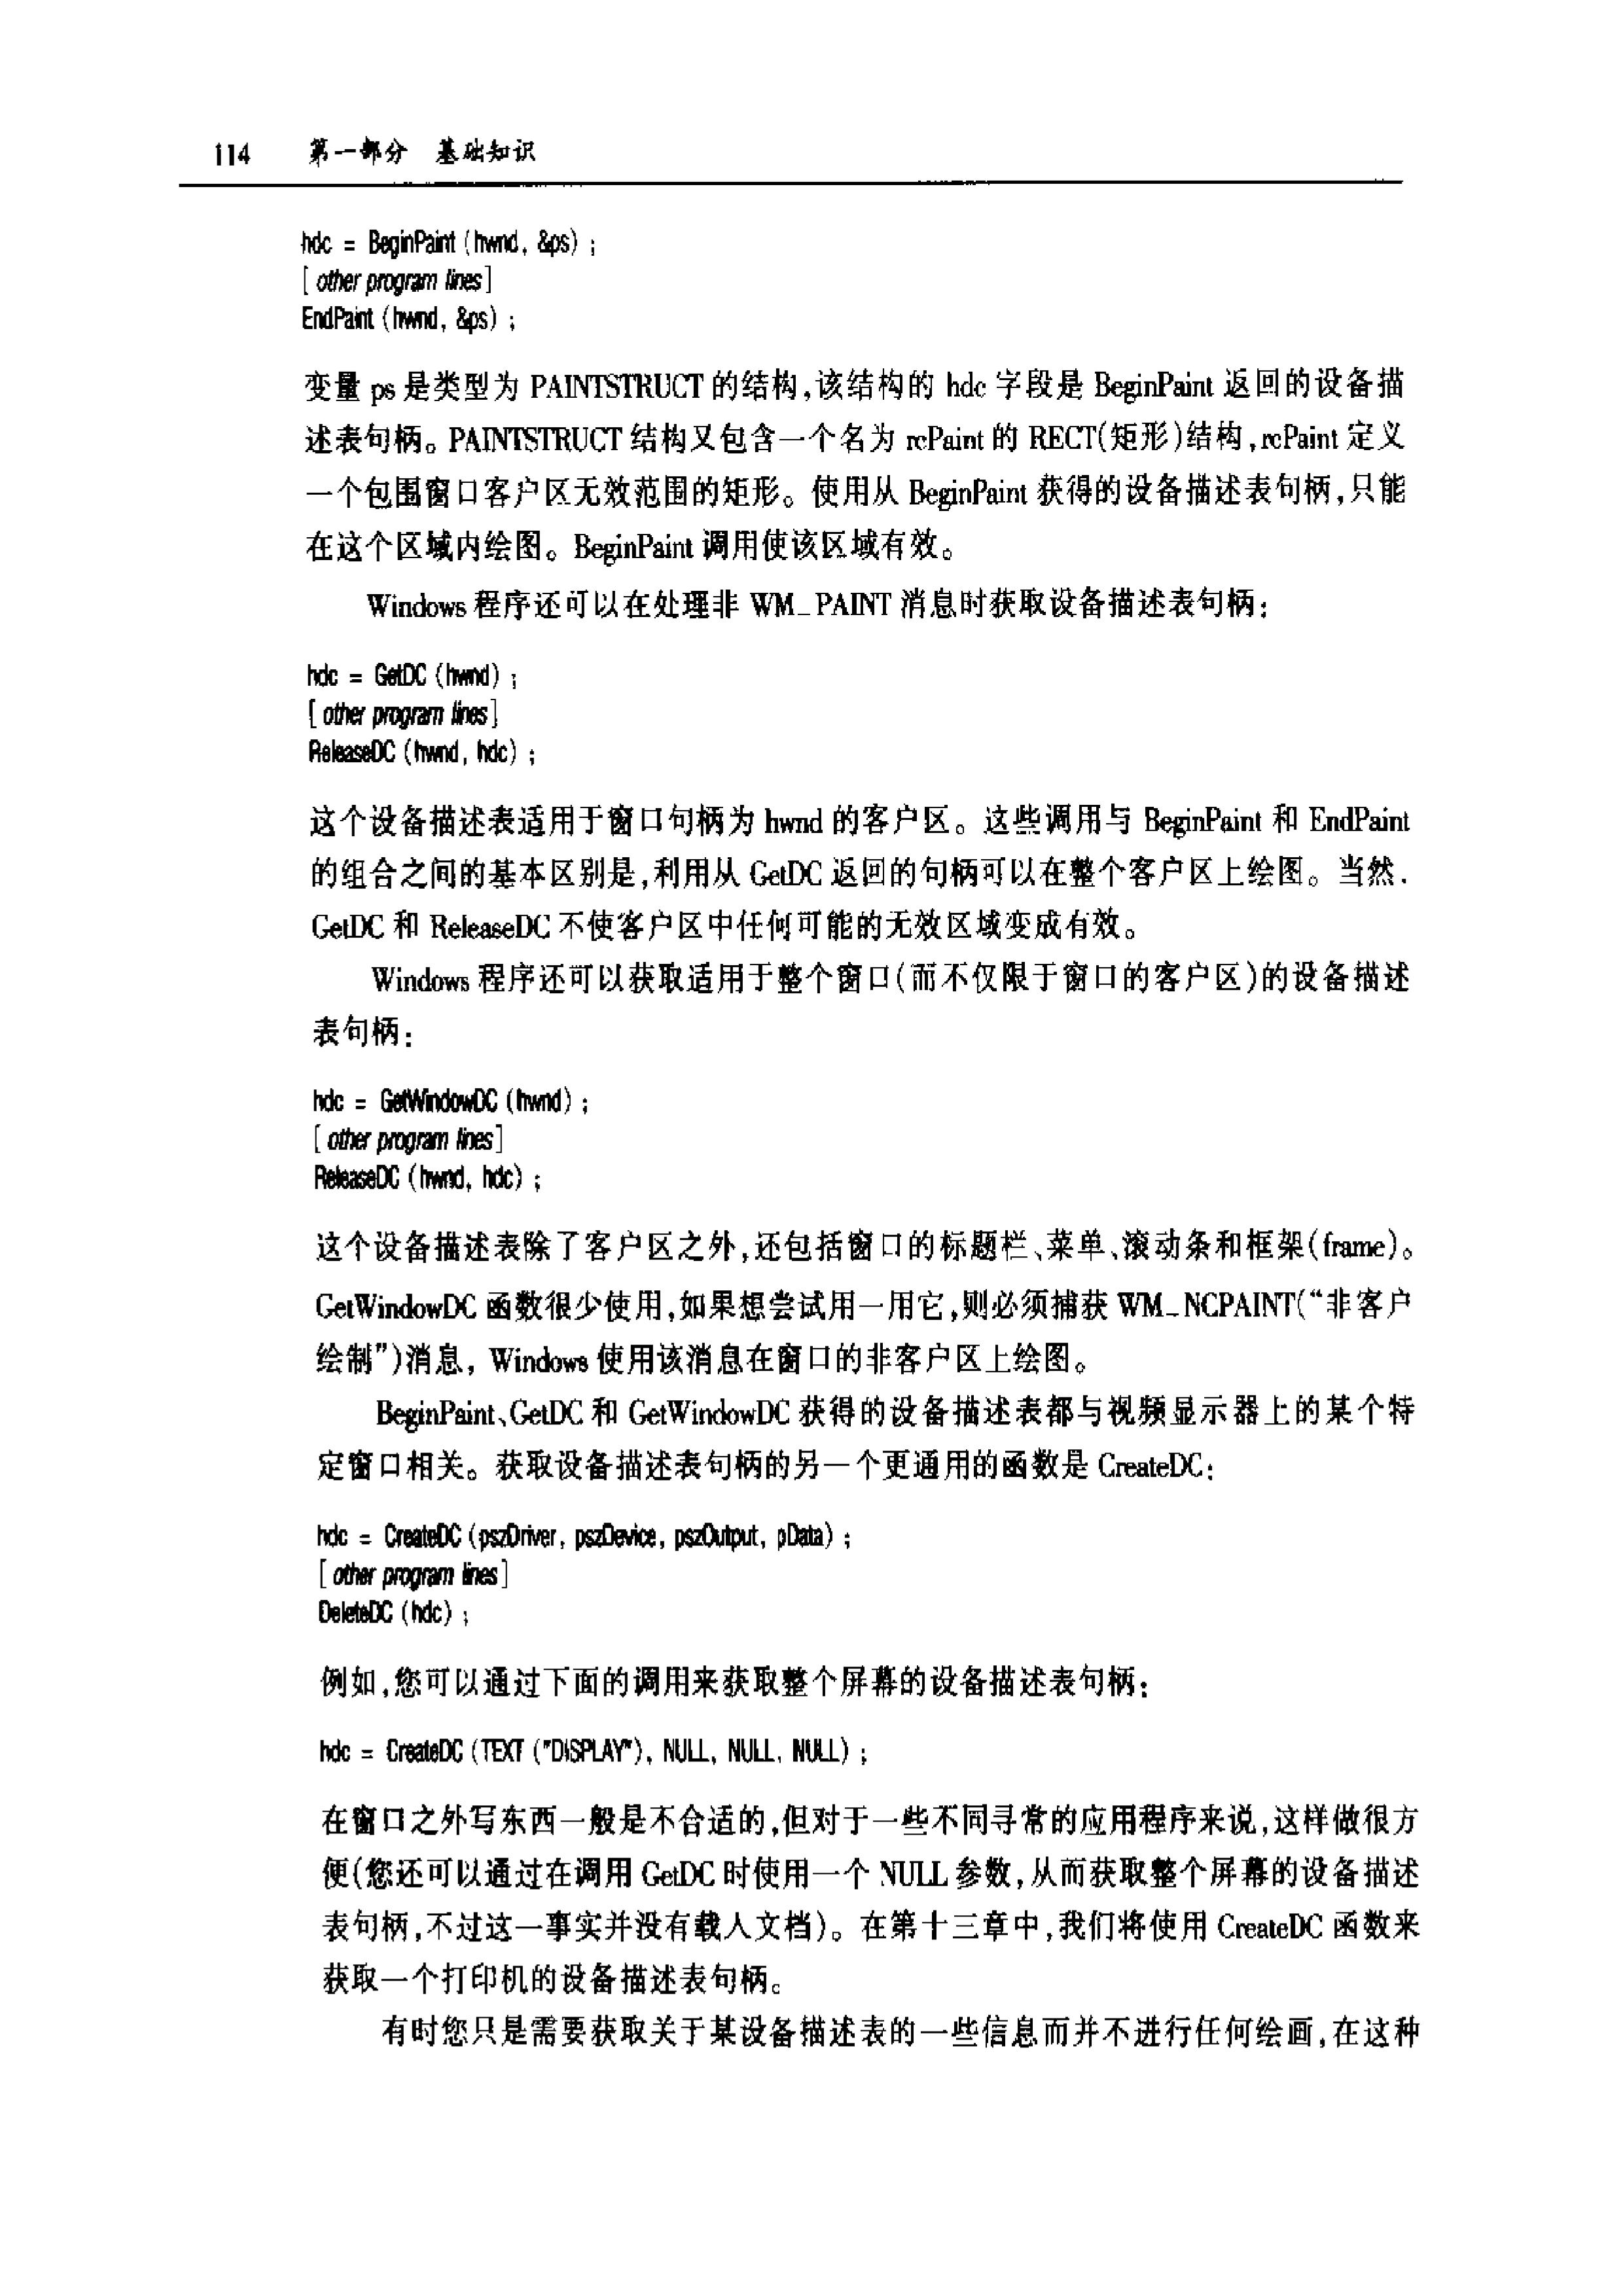 114 第一部分 基础知识
hdc = BeginPaint (hwnd, &ps) ;
[ other program lines]
EndPaint (hwnd, &ps) ;
变量 ps 是类型为 PAINTSTRUCT 的结构,该结构的 hdc 字段是 BeginPaint 返回的设备描
述表句柄。PAINTSTRUCT 结构又包含一个名为 rcPaint 的 RECT(矩形)结构,rcPaint 定义
一个包围窗口客户区无效范围的矩形。使用从 BeginPaint 获得的设备描述表句柄,只能
在这个区域内绘图。BeginPaint 调用使该区域有效。
Windows 程序还可以在处理非 WM_PAINT 消息时获取设备描述表句柄:
hdc = GetDC (hwnd) ;
[ other program lines]
ReleaseDC (hwnd, hdc) ;
这个设备描述表适用于窗口句柄为 hwnd 的客户区。这些调用与 BeginPaint 和 EndPaint
的组合之间的基本区别是,利用从 GetDC 返回的句柄可以在整个客户区上绘图。当然.
GetDC 和 ReleaseDC 不使客户区中任何可能的无效区域变成有效。
Windows 程序还可以获取适用于整个窗口(而不仅限于窗口的客户区)的设备描述
表句柄:
hdc = GetWindowDC (hwnd) ;
[ other program lines]
ReleaseDC (hwnd, hdc) ;
这个设备描述表除了客户区之外,还包括窗口的标题栏、菜单、滚动条和框架(frame)。
GetWindowDC 函数很少使用,如果想尝试用一用它,则必须捕获 WM_NCPAINT(“非客户
绘制”)消息, Windows 使用该消息在窗口的非客户区上绘图。
BeginPaint、GetDC 和 GetWindowDC 获得的设备描述表都与视频显示器上的某个特
定窗口相关。获取设备描述表句柄的另一个更通用的函数是 CreateDC:
hdc = CreateDC (pszDriver, pszDevice, pszOutput, pData) ;
[ other program lines]
DeleteDC (hdc) ;
例如,您可以通过下面的调用来获取整个屏幕的设备描述表句柄:
hdc = CreateDC (TEXT ("DISPLAY"), NULL, NULL, NULL) ;
在窗口之外写东西一般是不合适的,但对于一些不同寻常的应用程序来说,这样做很方
便(您还可以通过在调用 GetDC 时使用一个 NULL 参数,从而获取整个屏幕的设备描述
表句柄,不过这一事实并没有载人文档)。在第十三章中,我们将使用 CreateDC 函数来
获取一个打印机的设备描述表句柄。
有时您只是需要获取关于某设备描述表的一些信息而并不进行任何绘画,在这种